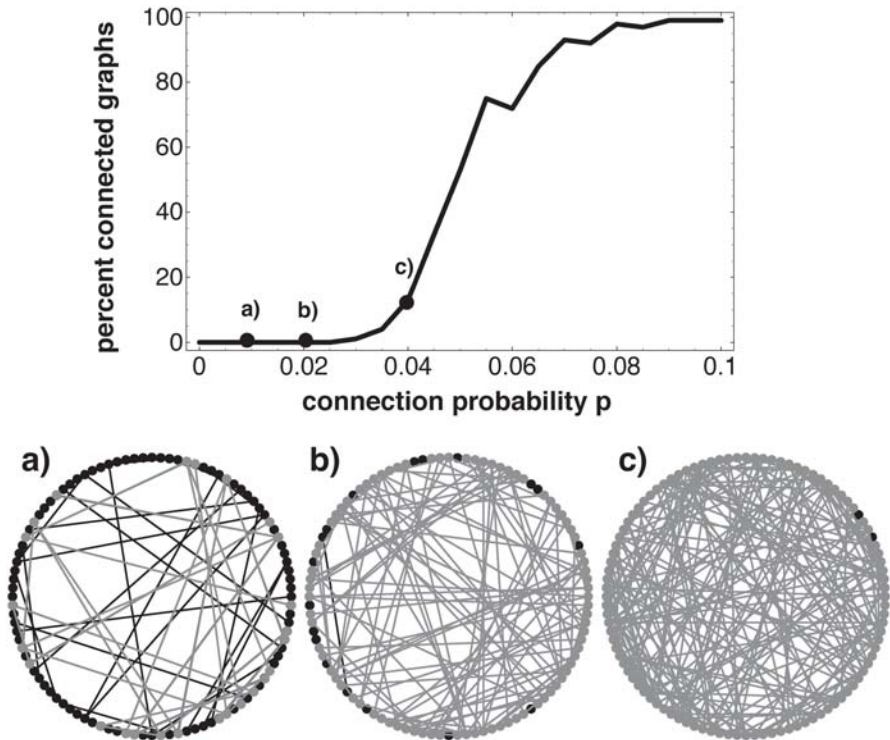 100
80
60
40
20
0
percent connected graphs
a)
b)
c)
0
0.02
0.04
0.06
0.08
0.1
connection probability p
a)
b)
c)